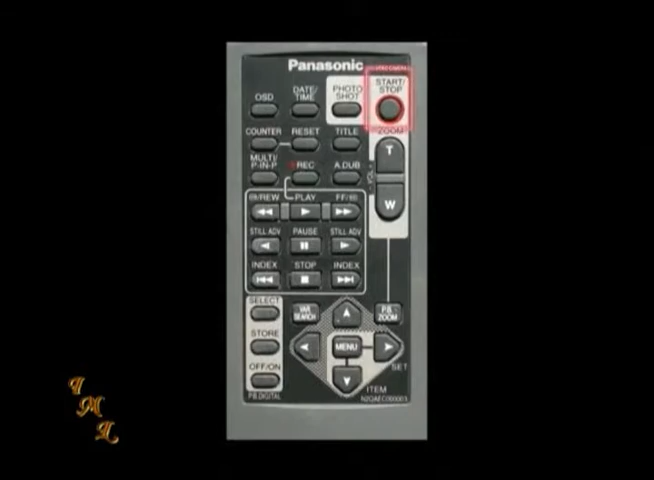 Panasonic
START/
STOP
OSD
DATE/
TIME
PHOTO
SHOT
ZOOM
COUNTER
RESET
TITLE
T
MULTI/
P-IN-P
REC
A.DUB
- VOL +
W
/REW
PLAY
FF/
STILL ADV
PAUSE
STILL ADV
INDEX
STOP
INDEX
SELECT
VAR.
SEARCH
P.B.
ZOOM
STORE
MENU
SET
OFF/ON
ITEM
P.B.DIGITAL
IML